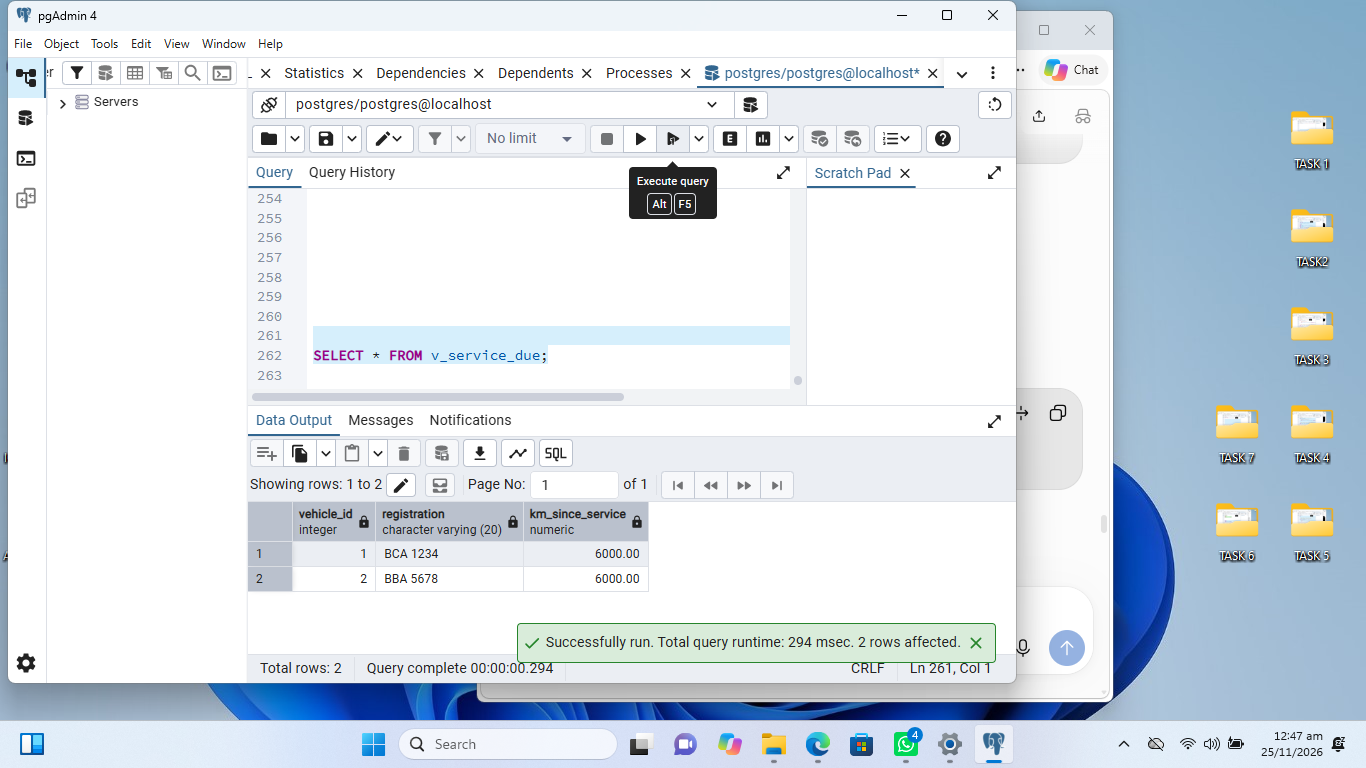 pgAdmin 4
File Object Tools Edit View Window Help
er
L
Statistics
Dependencies
Dependents
Processes
postgres/postgres@localhost*
Servers
postgres/postgres@localhost
No limit
E
Query
Query History
Scratch Pad
Execute query
Alt F5
254
255
256
257
258
259
260
261
262 SELECT * FROM v_service_due;
263
Data Output Messages Notifications
SQL
Showing rows: 1 to 2
Page No: 1 of 1
vehicle_id
integer
registration
character varying (20)
km_since_service
numeric
1 1 BCA 1234 6000.00
2 2 BBA 5678 6000.00
Successfully run. Total query runtime: 294 msec. 2 rows affected.
Total rows: 2
Query complete 00:00:00.294
CRLF
Ln 261, Col 1
Chat
TASK 1
TASK2
TASK 3
TASK 7
TASK 4
TASK 6
TASK 5
Search
4
12:47 am
25/11/2026